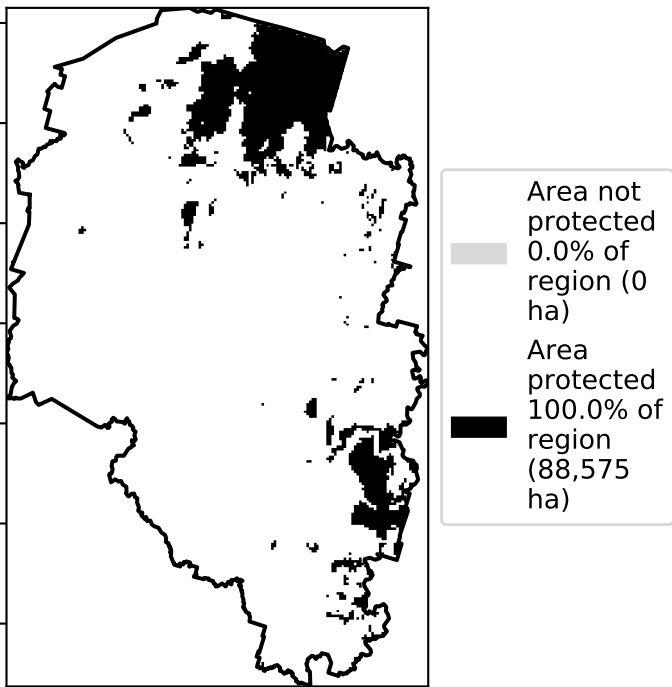 Area not
protected
0.0% of
region (0
ha)
Area
protected
100.0% of
region
(88,575
ha)